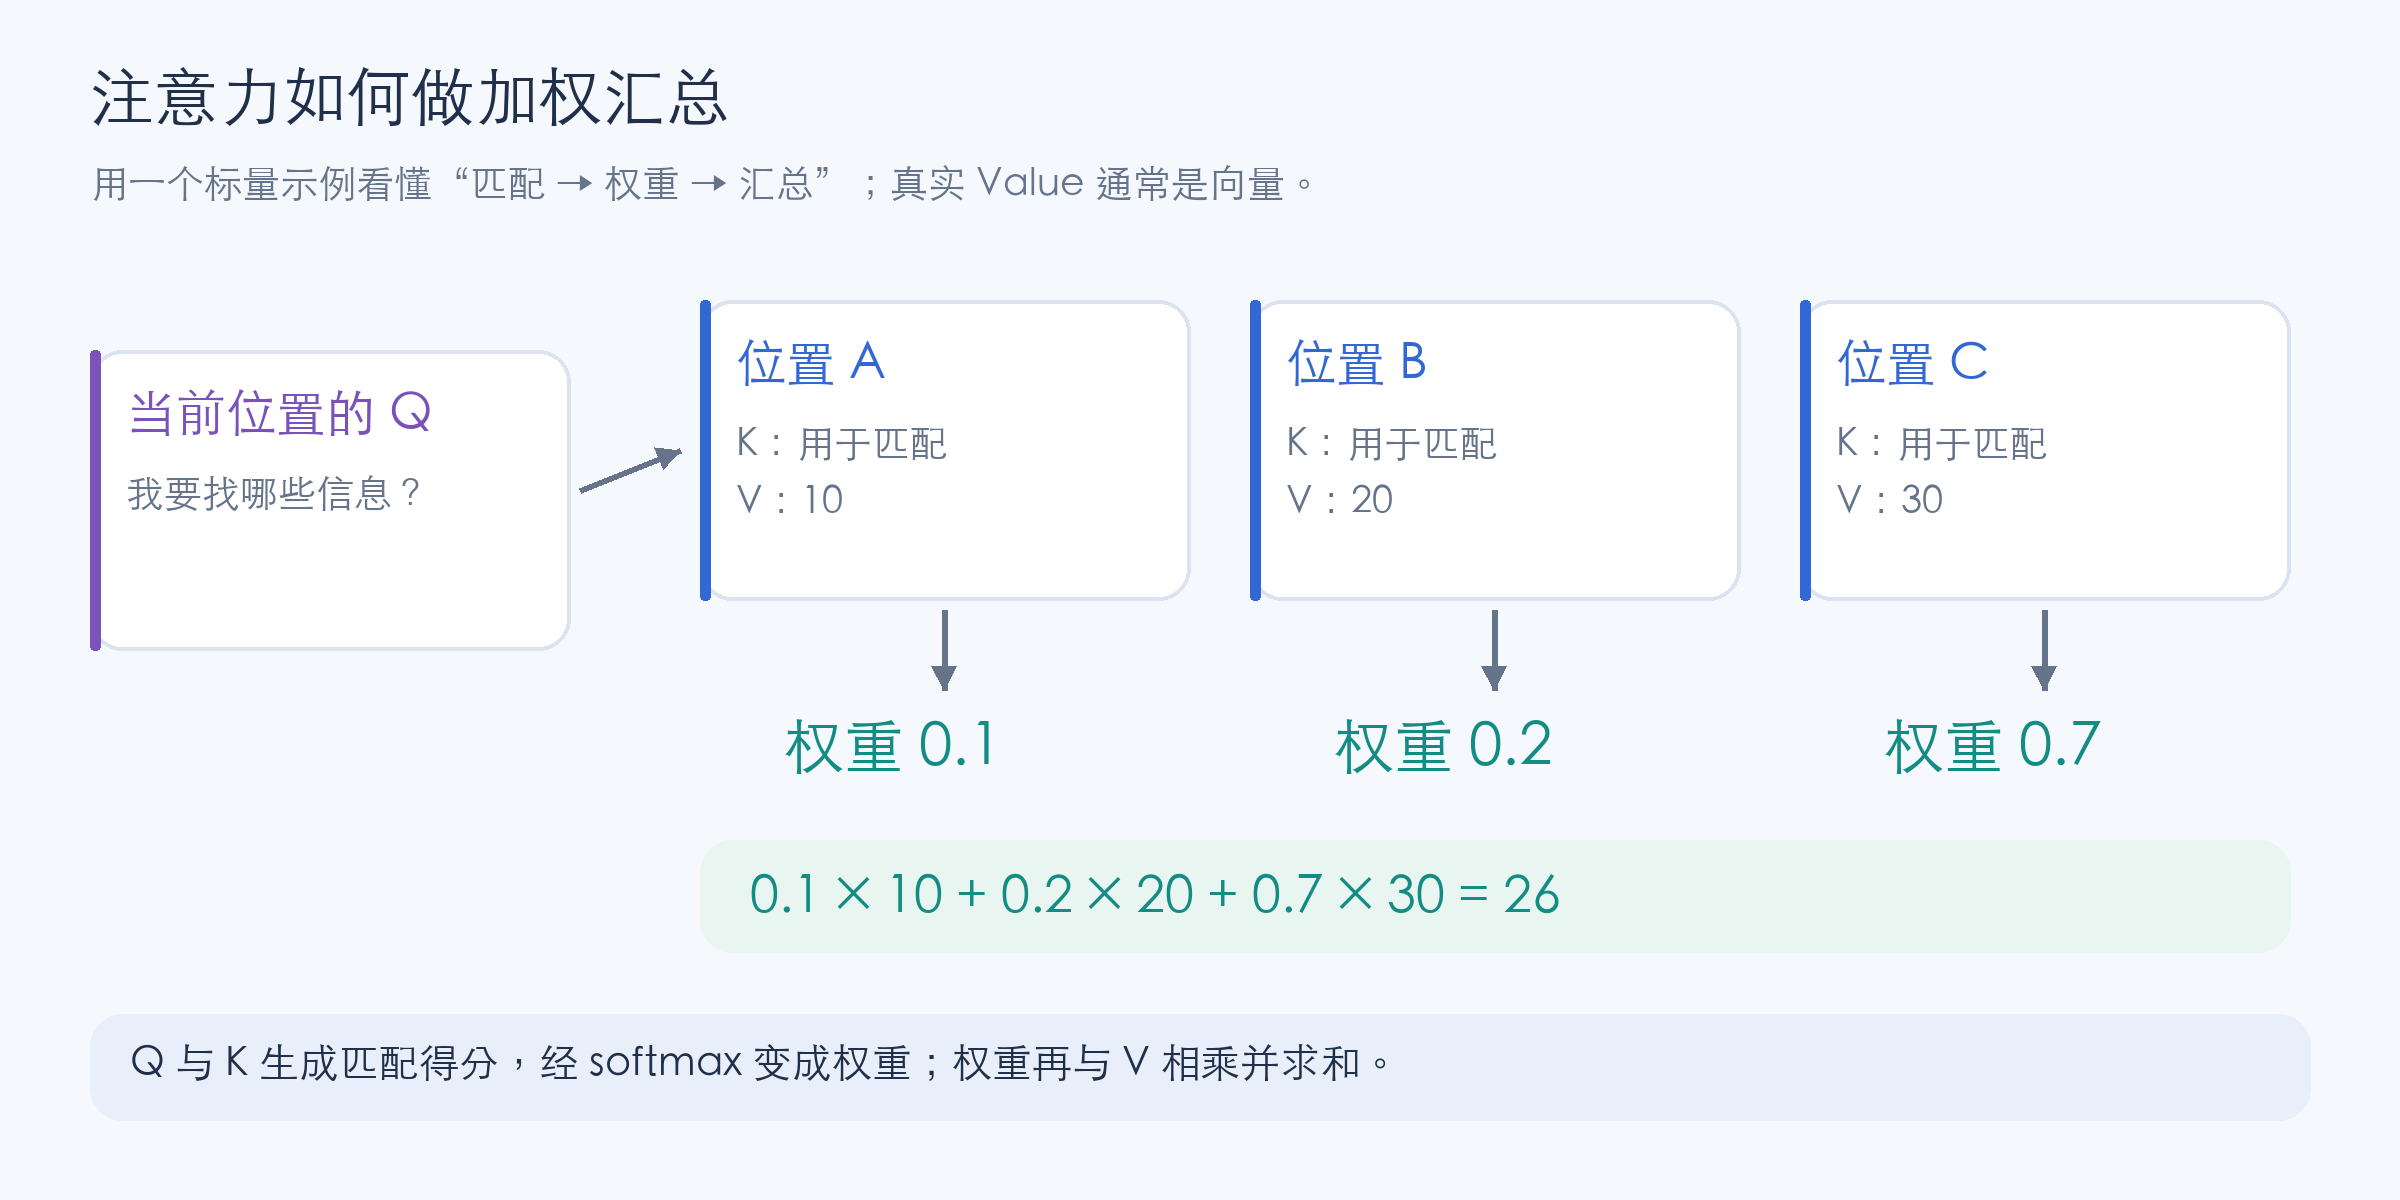 注意力如何做加权汇总
用一个标量示例看懂“匹配 → 权重 → 汇总”；真实 Value 通常是向量。
当前位置的 Q
我要找哪些信息？
位置 A
K：用于匹配
V：10
位置 B
K：用于匹配
V：20
位置 C
K：用于匹配
V：30
权重 0.1
权重 0.2
权重 0.7
0.1 × 10 + 0.2 × 20 + 0.7 × 30 = 26
Q 与 K 生成匹配得分，经 softmax 变成权重；权重再与 V 相乘并求和。